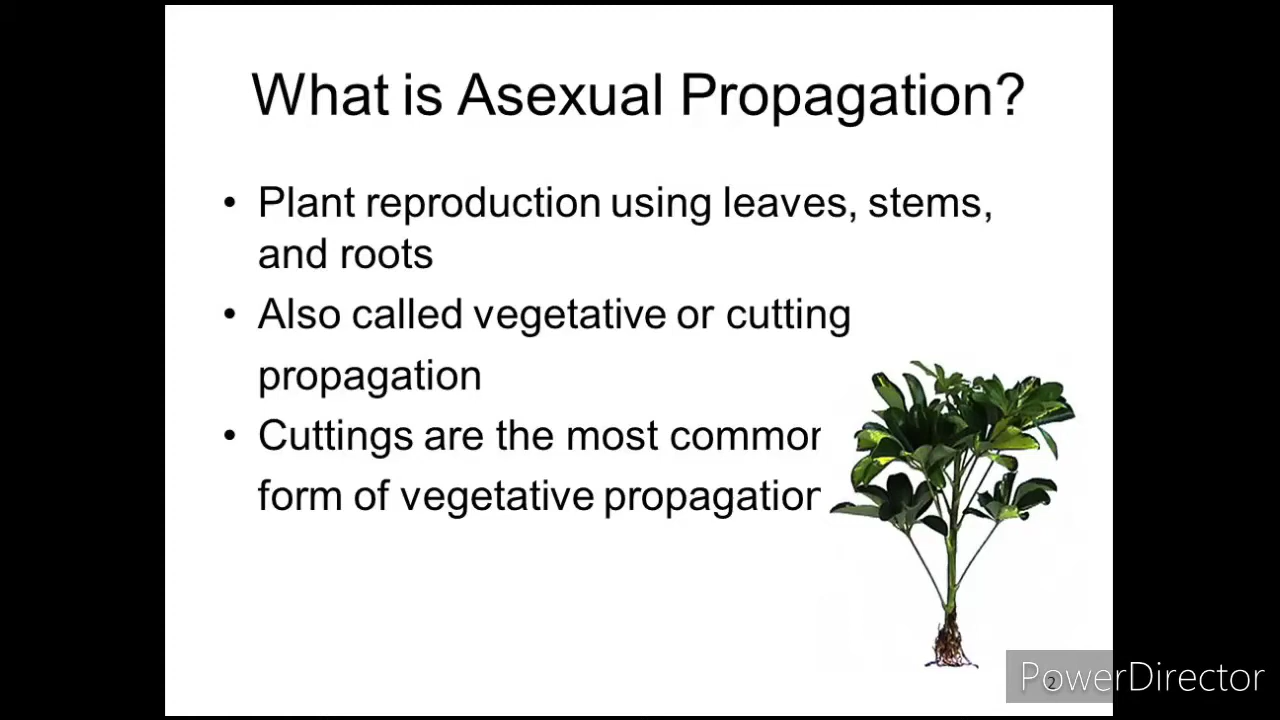 What is Asexual Propagation?
• Plant reproduction using leaves, stems,
and roots
• Also called vegetative or cutting
propagation
• Cuttings are the most common
form of vegetative propagation
2
PowerDirector